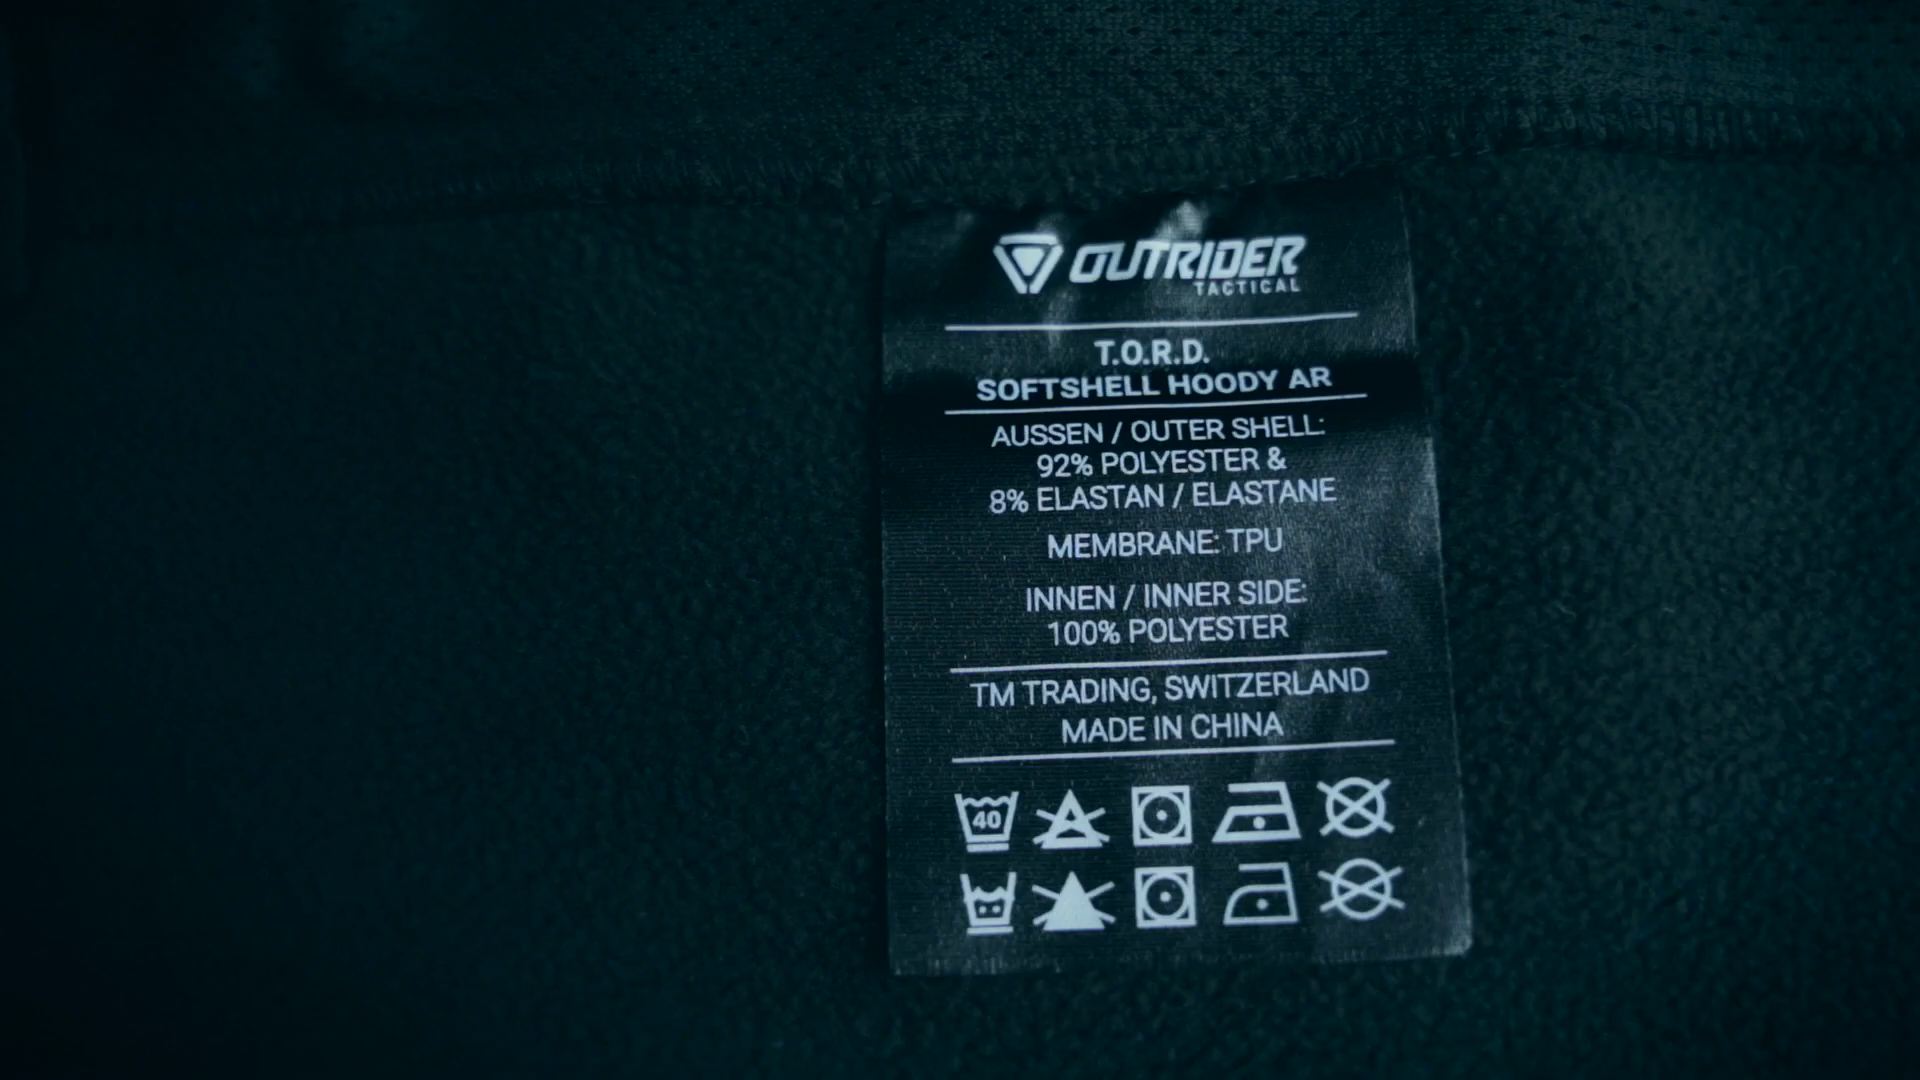 OUTRIDER
TACTICAL
T.O.R.D.
SOFTSHELL HOODY AR
AUSSEN / OUTER SHELL:
92% POLYESTER &
8% ELASTAN / ELASTANE
MEMBRANE: TPU
INNEN / INNER SIDE:
100% POLYESTER
TM TRADING, SWITZERLAND
MADE IN CHINA
40